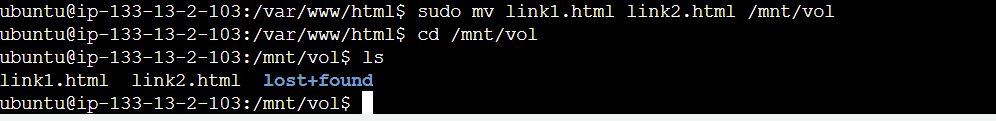 ubuntu@ip-133-13-2-103:/var/www/html$ sudo mv link1.html link2.html /mnt/vol
ubuntu@ip-133-13-2-103:/var/www/html$ cd /mnt/vol
ubuntu@ip-133-13-2-103:/mnt/vol$ ls
link1.html  link2.html  lost+found
ubuntu@ip-133-13-2-103:/mnt/vol$